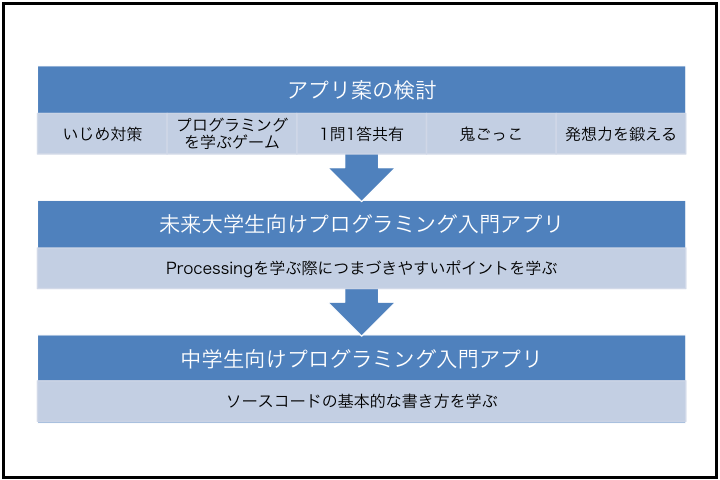 アプリ案の検討
いじめ対策
プログラミング
を学ぶゲーム
1問1答共有
鬼ごっこ
発想力を鍛える
未来大学生向けプログラミング入門アプリ
Processingを学ぶ際につまづきやすいポイントを学ぶ
中学生向けプログラミング入門アプリ
ソースコードの基本的な書き方を学ぶ